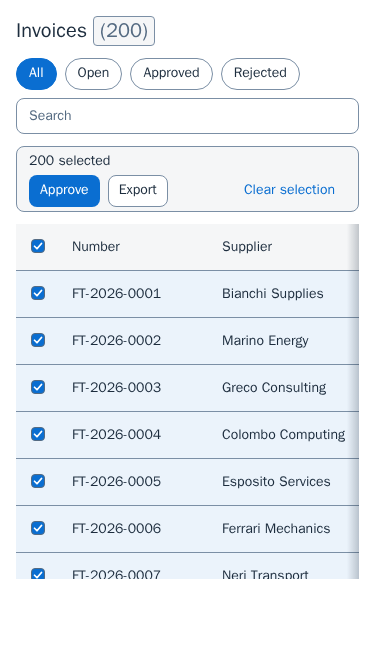 Invoices (200)
All Open Approved Rejected
Search
200 selected
Approve Export Clear selection
Number Supplier
FT-2026-0001 Bianchi Supplies
FT-2026-0002 Marino Energy
FT-2026-0003 Greco Consulting
FT-2026-0004 Colombo Computing
FT-2026-0005 Esposito Services
FT-2026-0006 Ferrari Mechanics
FT-2026-0007 Neri Transport